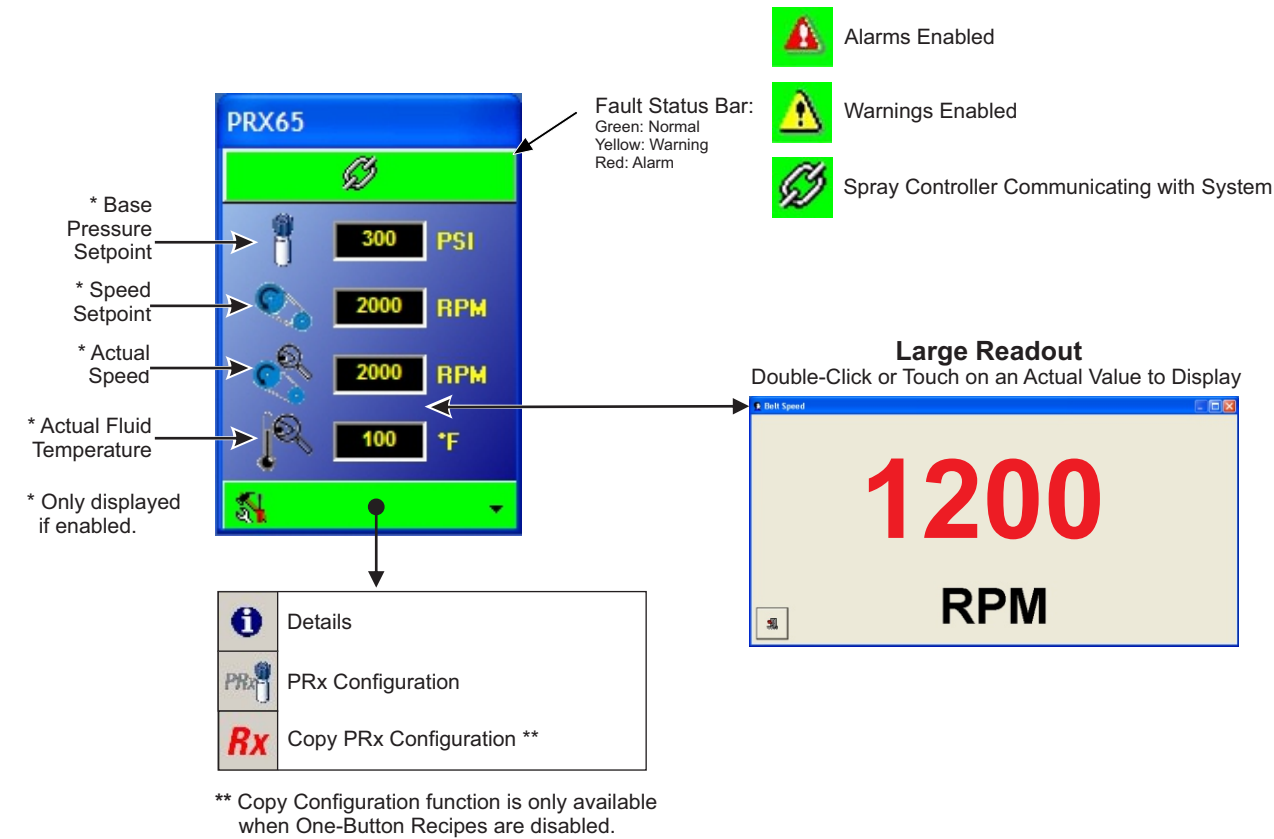 Alarms Enabled
Warnings Enabled
Spray Controller Communicating with System
Fault Status Bar:
Green: Normal
Yellow: Warning
Red: Alarm
PRX65
* Base
Pressure
Setpoint
300 PSI
* Speed
Setpoint
2000 RPM
* Actual
Speed
2000 RPM
* Actual Fluid
Temperature
100 °F
* Only displayed
if enabled.
Large Readout
Double-Click or Touch on an Actual Value to Display
Belt Speed
1200
RPM
Details
PRx
PRx Configuration
Rx
Copy PRx Configuration **
** Copy Configuration function is only available
when One-Button Recipes are disabled.